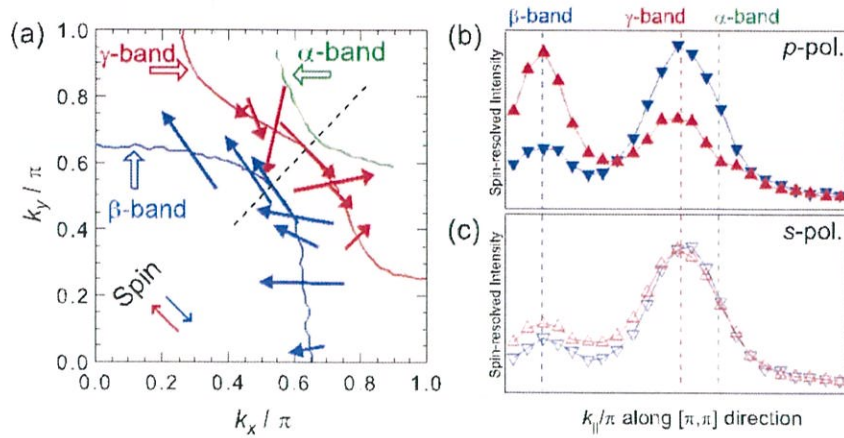 (a)
1.0
0.8
0.6
0.4
0.2
0.0
k_y / π
γ-band
α-band
β-band
Spin
0.0 0.2 0.4 0.6 0.8 1.0
k_x / π
β-band γ-band α-band
(b)
p-pol.
Spin-resolved Intensity
(c)
s-pol.
Spin-resolved Intensity
k_||/π along [π,π] direction